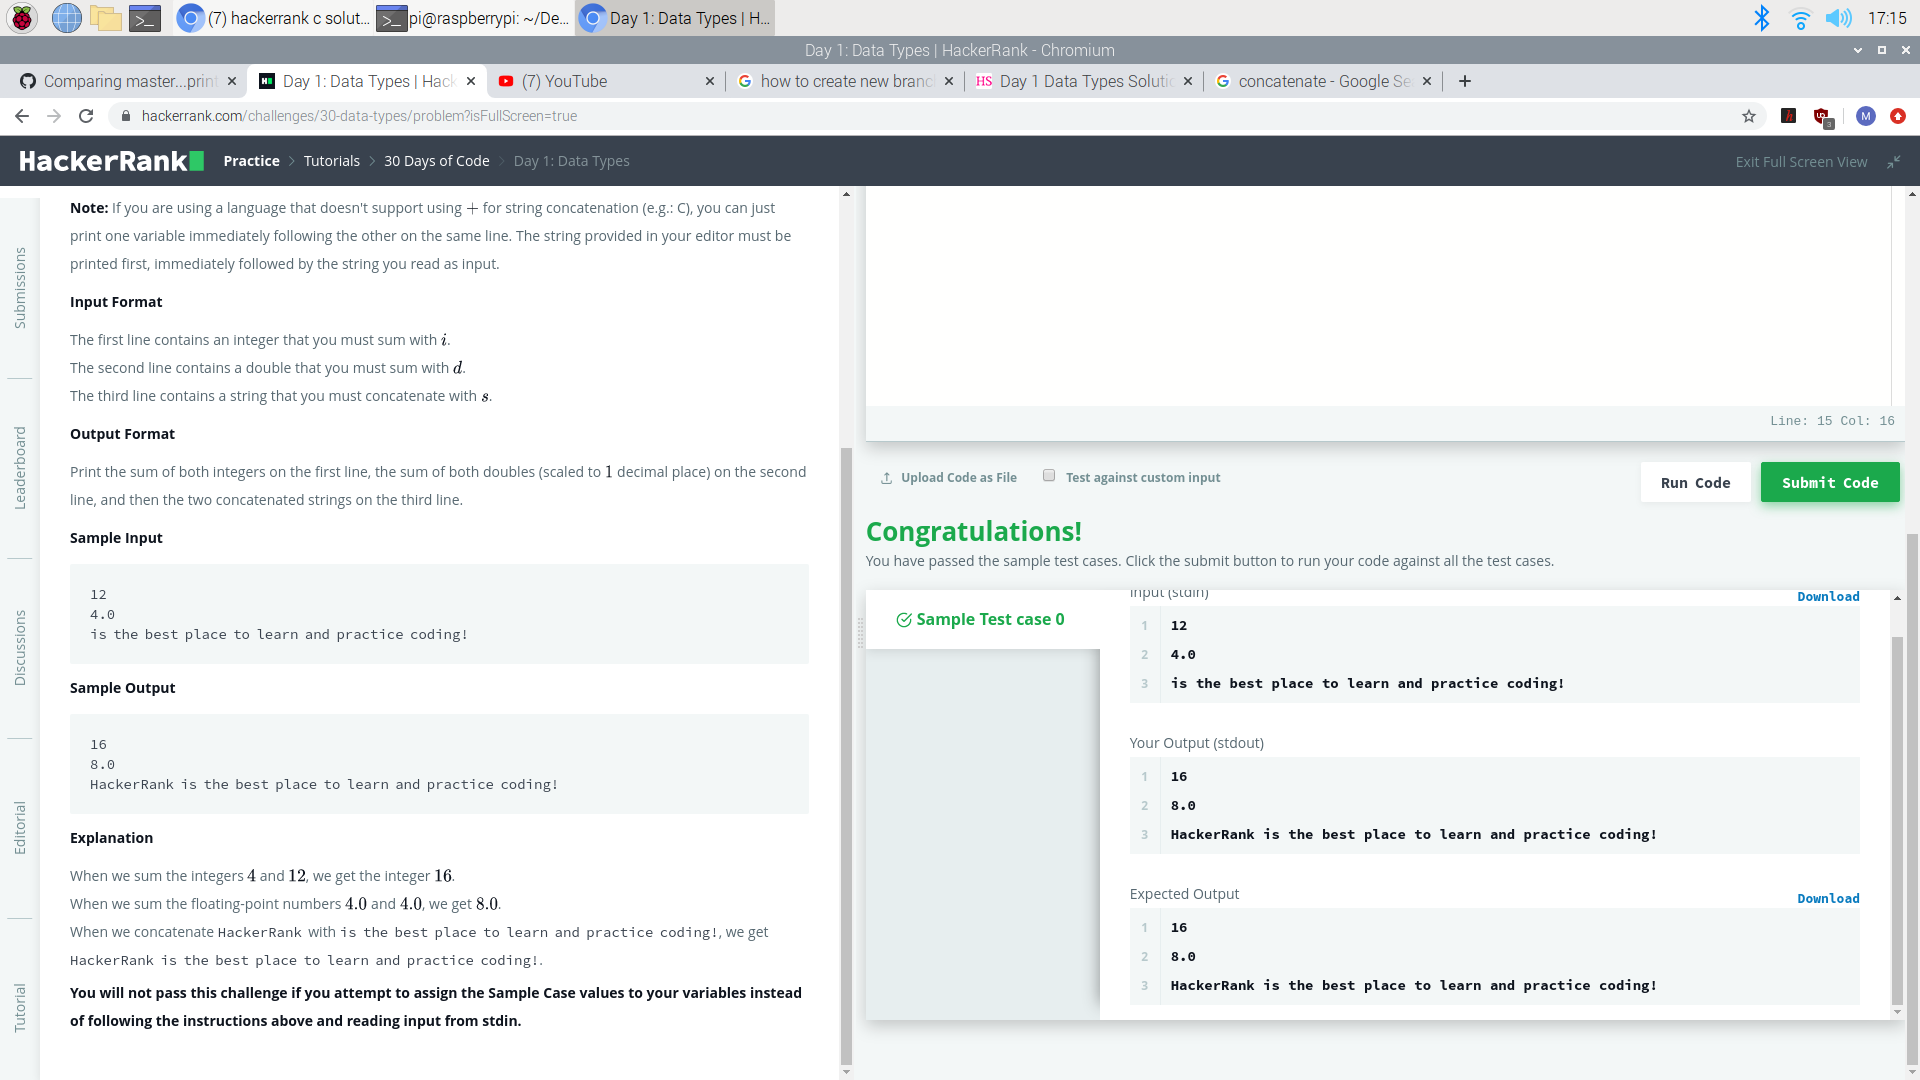 (7) hackerrank c solut...
pi@raspberrypi: ~/De...
Day 1: Data Types | H...
17:15
Day 1: Data Types | HackerRank - Chromium
Comparing master...print
Day 1: Data Types | Hack
(7) YouTube
how to create new branc
Day 1 Data Types Soluti
concatenate - Google Se
hackerrank.com/challenges/30-data-types/problem?isFullScreen=true
3
M
HackerRank
Practice > Tutorials > 30 Days of Code > Day 1: Data Types
Exit Full Screen View
Submissions
Leaderboard
Discussions
Editorial
Tutorial
Note: If you are using a language that doesn't support using + for string concatenation (e.g.: C), you can just
print one variable immediately following the other on the same line. The string provided in your editor must be
printed first, immediately followed by the string you read as input.
Input Format
The first line contains an integer that you must sum with i.
The second line contains a double that you must sum with d.
The third line contains a string that you must concatenate with s.
Output Format
Print the sum of both integers on the first line, the sum of both doubles (scaled to 1 decimal place) on the second
line, and then the two concatenated strings on the third line.
Sample Input
12
4.0
is the best place to learn and practice coding!
Sample Output
16
8.0
HackerRank is the best place to learn and practice coding!
Explanation
When we sum the integers 4 and 12, we get the integer 16.
When we sum the floating-point numbers 4.0 and 4.0, we get 8.0.
When we concatenate HackerRank with is the best place to learn and practice coding!, we get
HackerRank is the best place to learn and practice coding!.
You will not pass this challenge if you attempt to assign the Sample Case values to your variables instead
of following the instructions above and reading input from stdin.
Line: 15 Col: 16
Upload Code as File
Test against custom input
Run Code
Submit Code
Congratulations!
You have passed the sample test cases. Click the submit button to run your code against all the test cases.
Sample Test case 0
Input (stdin)
Download
1 12
2 4.0
3 is the best place to learn and practice coding!
Your Output (stdout)
1 16
2 8.0
3 HackerRank is the best place to learn and practice coding!
Expected Output
Download
1 16
2 8.0
3 HackerRank is the best place to learn and practice coding!